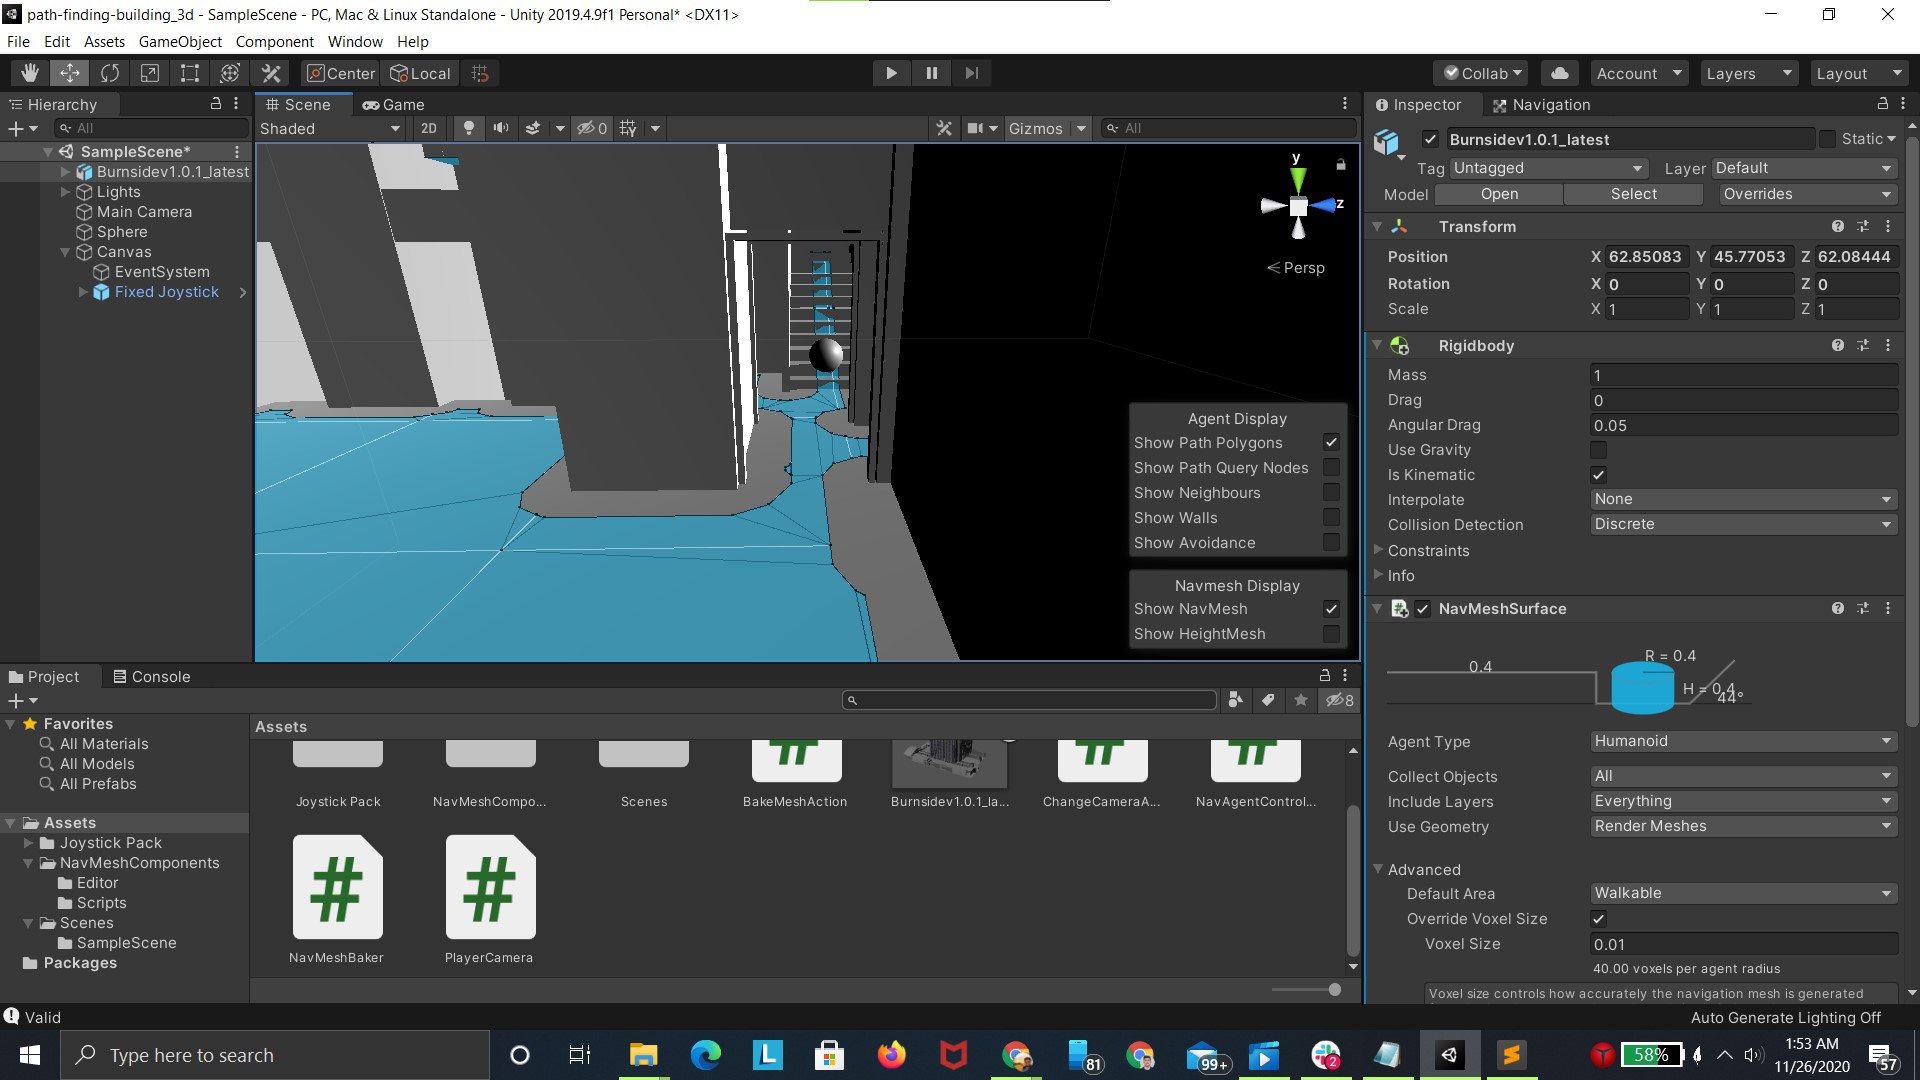 path-finding-building_3d - SampleScene - PC, Mac & Linux Standalone - Unity 2019.4.9f1 Personal* <DX11>
File Edit Assets GameObject Component Window Help
Center Local Collab Account Layers Layout
Hierarchy
All
SampleScene*
Burnsidev1.0.1_latest
Lights
Main Camera
Sphere
Canvas
EventSystem
Fixed Joystick
Scene Game
Shaded 2D 0 Gizmos All
y
z
Persp
Agent Display
Show Path Polygons
Show Path Query Nodes
Show Neighbours
Show Walls
Show Avoidance
Navmesh Display
Show NavMesh
Show HeightMesh
Inspector Navigation
Burnsidev1.0.1_latest Static
Tag Untagged Layer Default
Model Open Select Overrides
Transform
Position X 62.85083 Y 45.77053 Z 62.08444
Rotation X 0 Y 0 Z 0
Scale X 1 Y 1 Z 1
Rigidbody
Mass 1
Drag 0
Angular Drag 0.05
Use Gravity
Is Kinematic
Interpolate None
Collision Detection Discrete
Constraints
Info
NavMeshSurface
R = 0.4
0.4
H = 0.4
44°
Agent Type Humanoid
Collect Objects All
Include Layers Everything
Use Geometry Render Meshes
Advanced
Default Area Walkable
Override Voxel Size
Voxel Size 0.01
40.00 voxels per agent radius
Voxel size controls how accurately the navigation mesh is generated
Project Console
8
Favorites
All Materials
All Models
All Prefabs
Assets
Joystick Pack
NavMeshComponents
Editor
Scripts
Scenes
SampleScene
Packages
Assets
Joystick Pack NavMeshCompo... Scenes BakeMeshAction Burnsidev1.0.1_la... ChangeCameraA... NavAgentControl...
NavMeshBaker PlayerCamera
Valid
Auto Generate Lighting Off
Type here to search
L
81
99+
2
58%
1:53 AM
11/26/2020
57